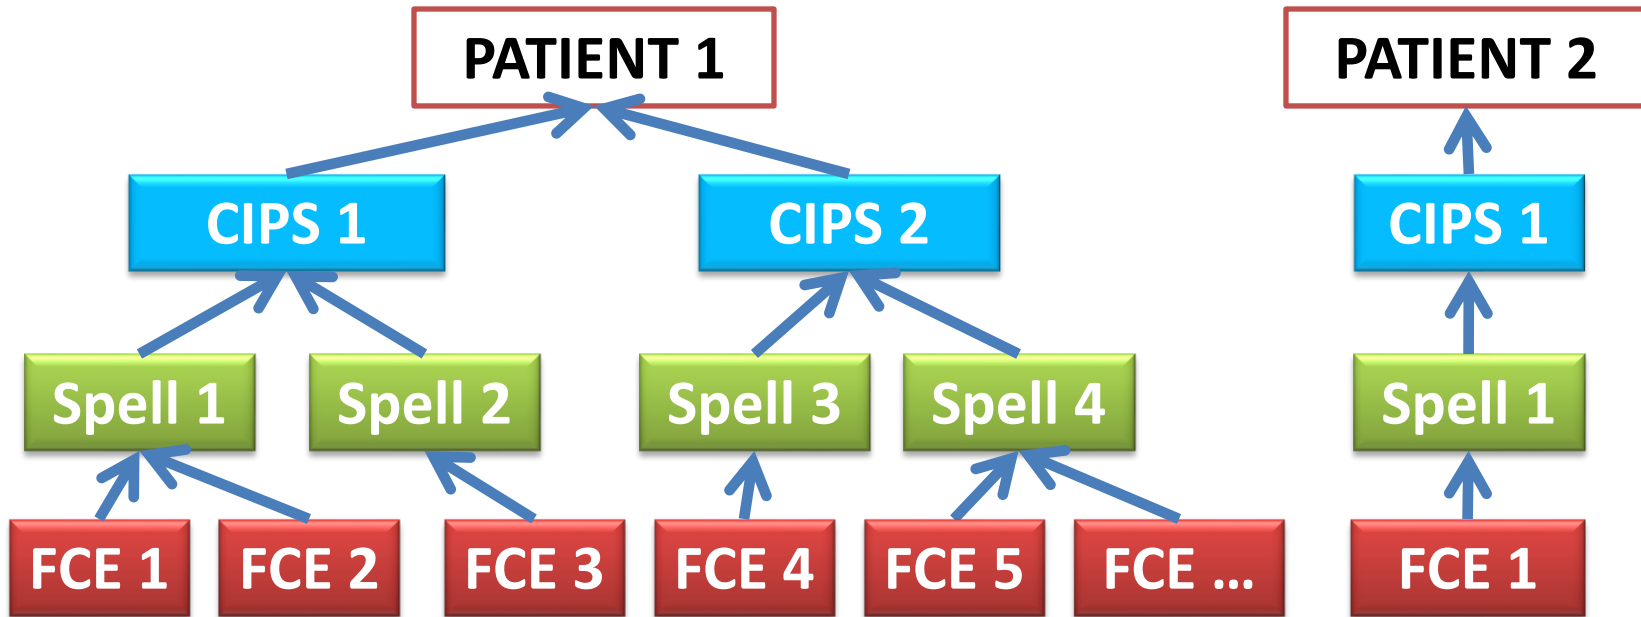 PATIENT 1
PATIENT 2
CIPS 1
CIPS 2
CIPS 1
Spell 1
Spell 2
Spell 3
Spell 4
Spell 1
FCE 1
FCE 2
FCE 3
FCE 4
FCE 5
FCE ...
FCE 1